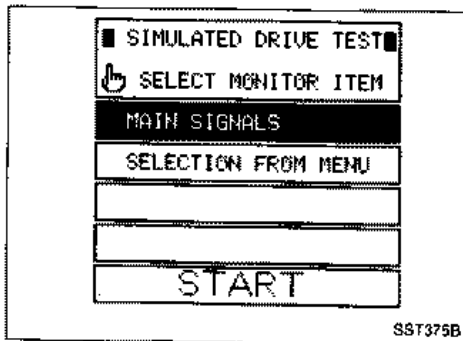 SIMULATED DRIVE TEST
SELECT MONITOR ITEM
MAIN SIGNALS
SELECTION FROM MENU
START
SST375B